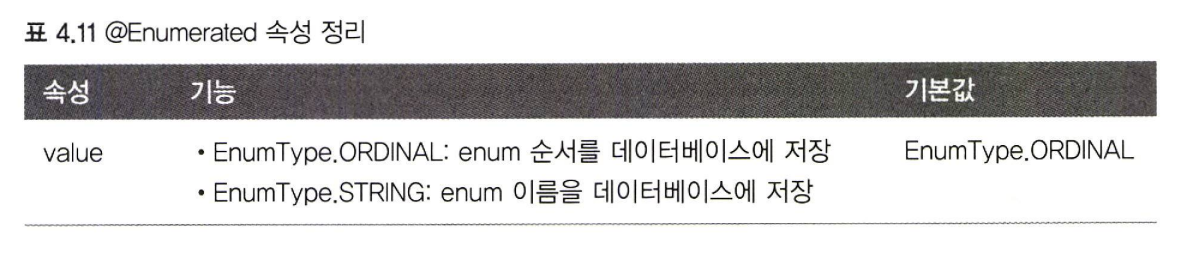 표 4.11 @Enumerated 속성 정리
속성 기능 기본값
value • EnumType.ORDINAL: enum 순서를 데이터베이스에 저장 EnumType.ORDINAL
• EnumType.STRING: enum 이름을 데이터베이스에 저장